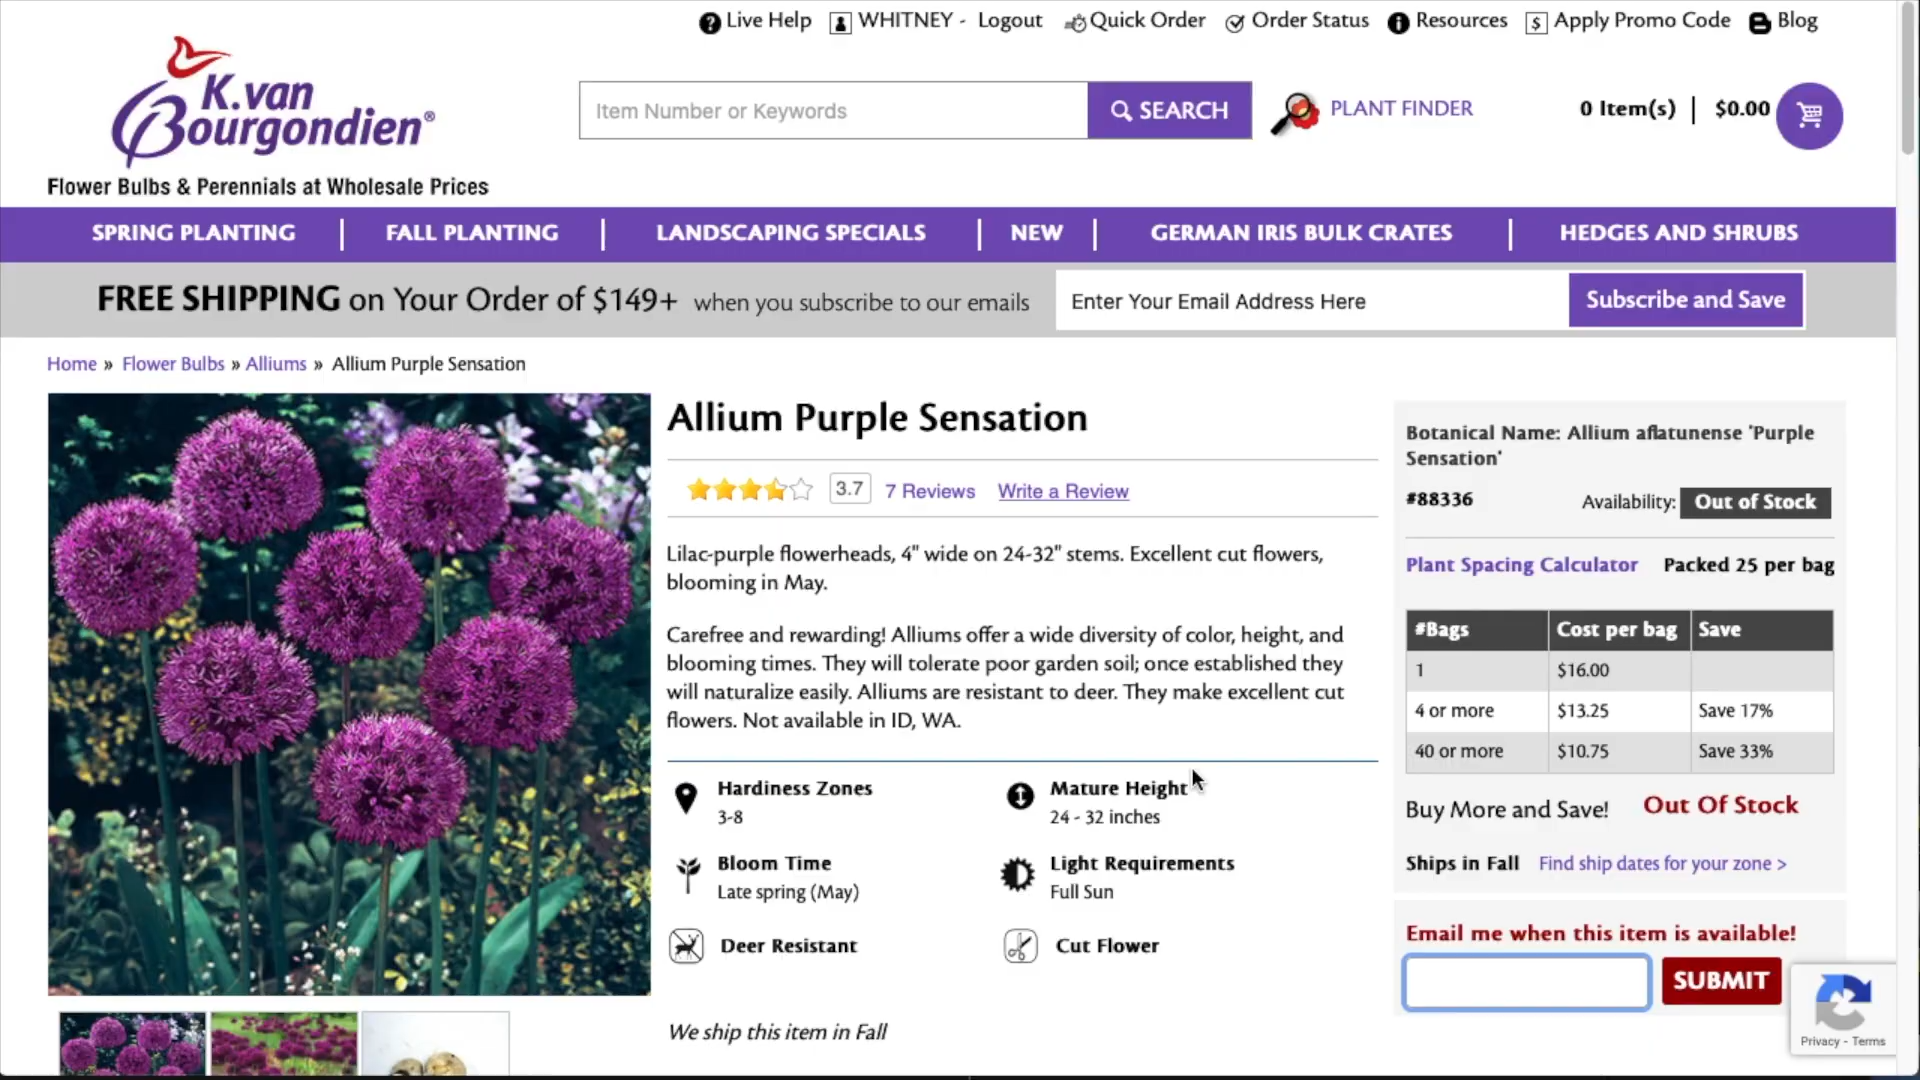 Live Help WHITNEY - Logout Quick Order Order Status Resources Apply Promo Code Blog
K.van Bourgondien®
Flower Bulbs & Perennials at Wholesale Prices
Item Number or Keywords SEARCH PLANT FINDER 0 Item(s) | $0.00
SPRING PLANTING | FALL PLANTING | LANDSCAPING SPECIALS | NEW | GERMAN IRIS BULK CRATES | HEDGES AND SHRUBS
FREE SHIPPING on Your Order of $149+ when you subscribe to our emails Enter Your Email Address Here Subscribe and Save
Home » Flower Bulbs » Alliums » Allium Purple Sensation
Allium Purple Sensation
3.7 7 Reviews Write a Review
Lilac-purple flowerheads, 4" wide on 24-32" stems. Excellent cut flowers,
blooming in May.
Carefree and rewarding! Alliums offer a wide diversity of color, height, and
blooming times. They will tolerate poor garden soil; once established they
will naturalize easily. Alliums are resistant to deer. They make excellent cut
flowers. Not available in ID, WA.
Hardiness Zones
3-8
Mature Height
24 - 32 inches
Bloom Time
Late spring (May)
Light Requirements
Full Sun
Deer Resistant
Cut Flower
We ship this item in Fall
Botanical Name: Allium aflatunense 'Purple
Sensation'
#88336 Availability: Out of Stock
Plant Spacing Calculator Packed 25 per bag
#Bags Cost per bag Save
1 $16.00
4 or more $13.25 Save 17%
40 or more $10.75 Save 33%
Buy More and Save! Out Of Stock
Ships in Fall Find ship dates for your zone >
Email me when this item is available!
SUBMIT
Privacy - Terms